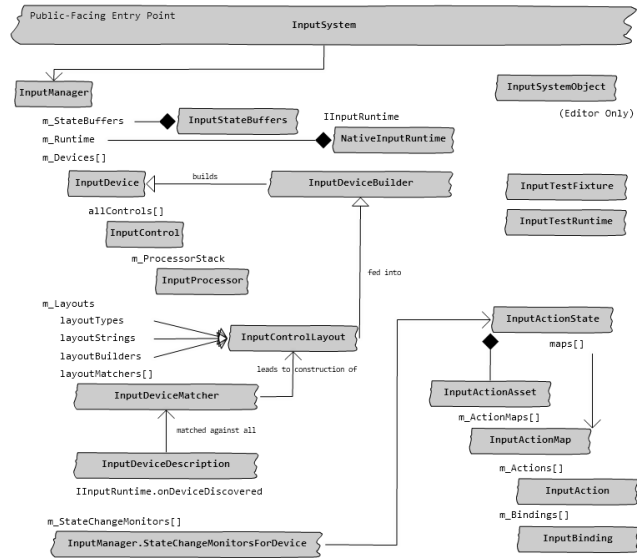 Public-Facing Entry Point
InputSystem
InputManager
InputSystemObject
(Editor Only)
m_StateBuffers
InputStateBuffers
IInputRuntime
m_Runtime
NativeInputRuntime
m_Devices[]
InputDevice
builds
InputDeviceBuilder
InputTestFixture
allControls[]
InputControl
InputTestRuntime
m_ProcessorStack
InputProcessor
fed into
m_Layouts
layoutTypes
layoutStrings
InputControlLayout
InputActionState
layoutBuilders
maps[]
layoutMatchers[]
leads to construction of
InputDeviceMatcher
InputActionAsset
m_ActionMaps[]
matched against all
InputActionMap
InputDeviceDescription
m_Actions[]
IInputRuntime.onDeviceDiscovered
InputAction
m_StateChangeMonitors[]
m_Bindings[]
InputManager.StateChangeMonitorsForDevice
InputBinding